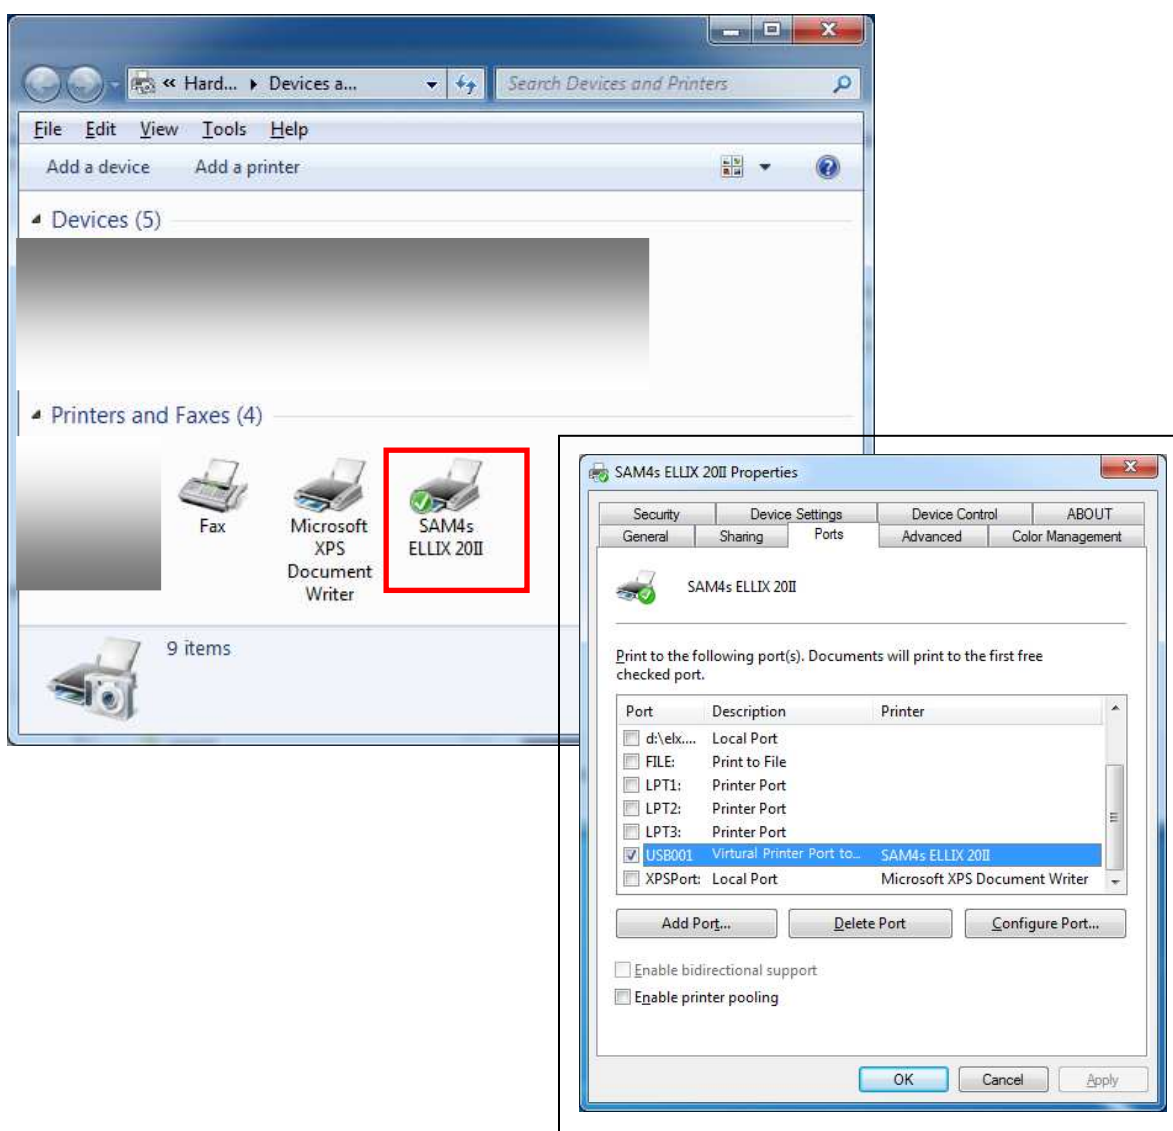 « Hard... ▸ Devices a...
Search Devices and Printers
File Edit View Tools Help
Add a device Add a printer
Devices (5)
Printers and Faxes (4)
Fax
Microsoft
XPS
Document
Writer
SAM4s
ELLIX 20II
9 items
SAM4s ELLIX 20II Properties
Security Device Settings Device Control ABOUT
General Sharing Ports Advanced Color Management
SAM4s ELLIX 20II
Print to the following port(s). Documents will print to the first free
checked port.
Port Description Printer
d:\elx.... Local Port
FILE: Print to File
LPT1: Printer Port
LPT2: Printer Port
LPT3: Printer Port
USB001 Virtural Printer Port to... SAM4s ELLIX 20II
XPSPort: Local Port Microsoft XPS Document Writer
Add Port... Delete Port Configure Port...
Enable bidirectional support
Enable printer pooling
OK Cancel Apply